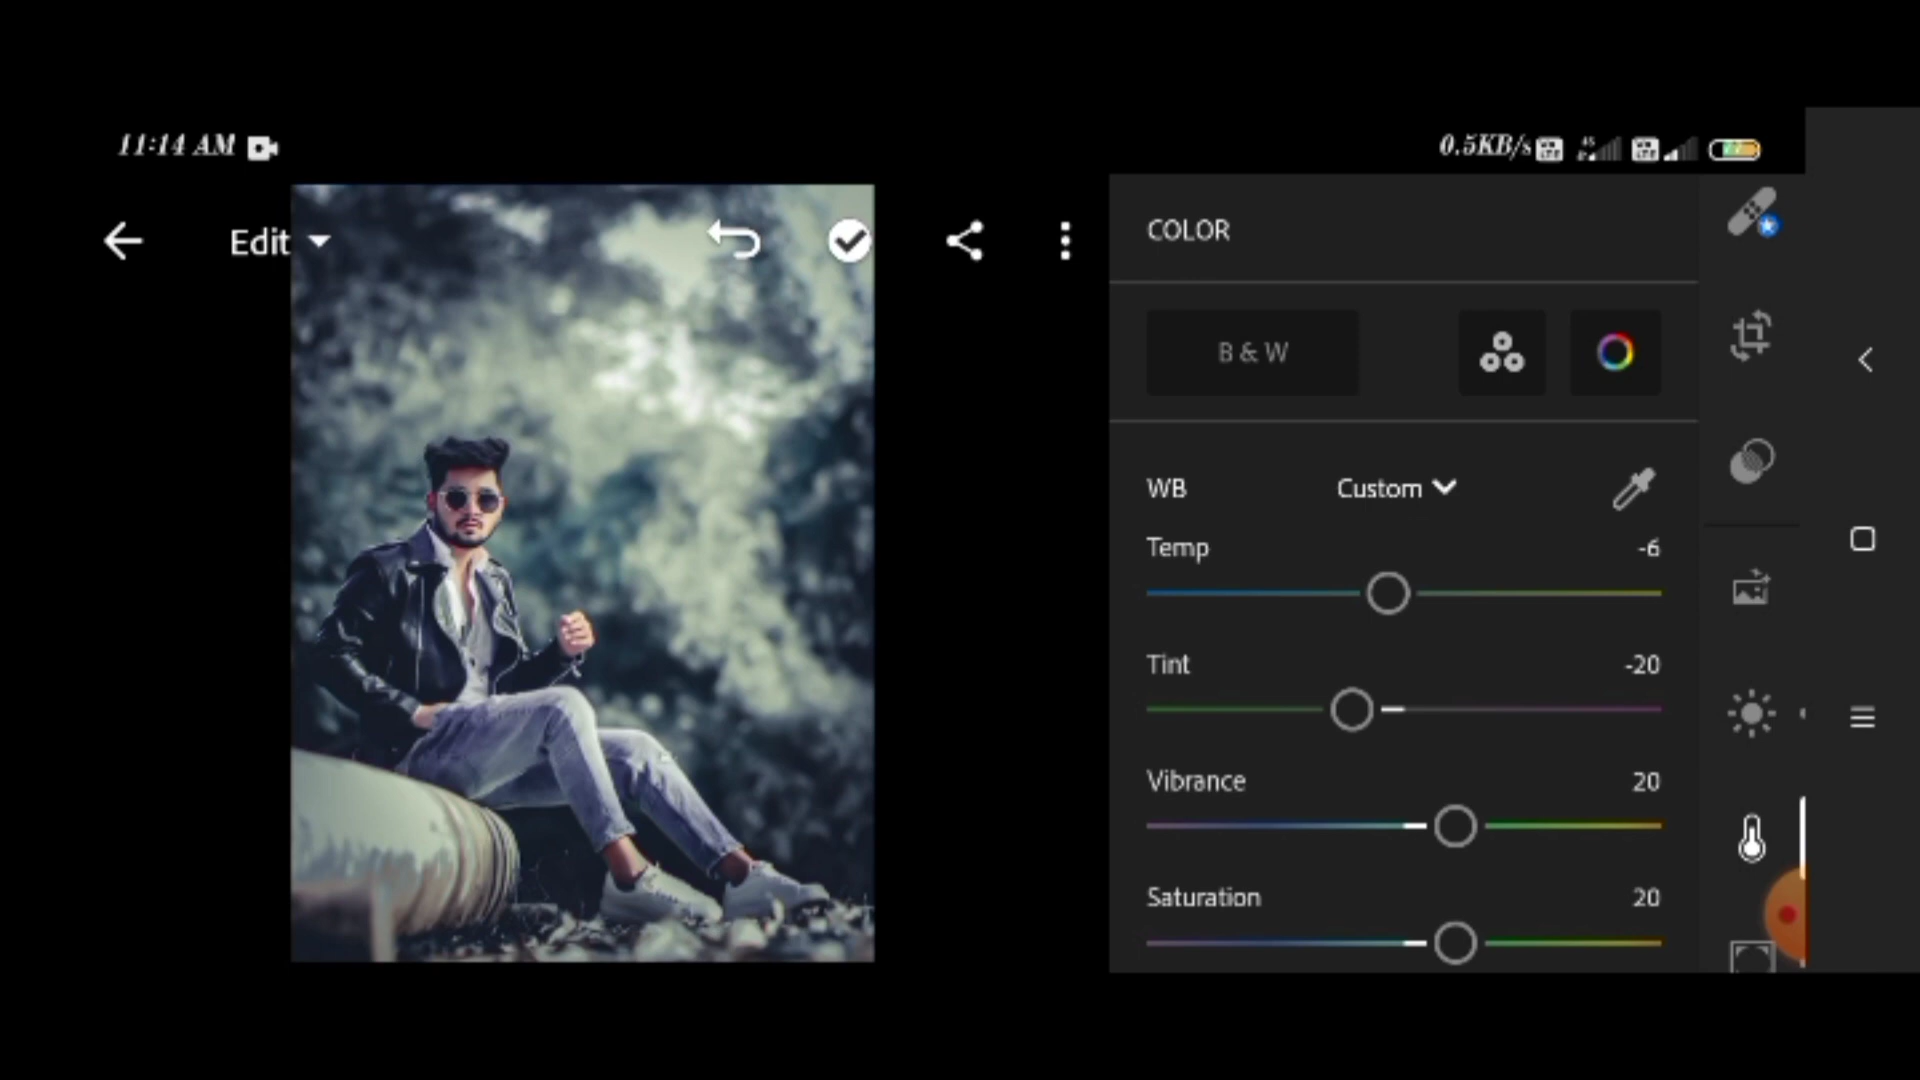 11:14 AM
0.5KB/s
Edit
COLOR
B & W
WB
Custom
Temp
-6
Tint
-20
Vibrance
20
Saturation
20